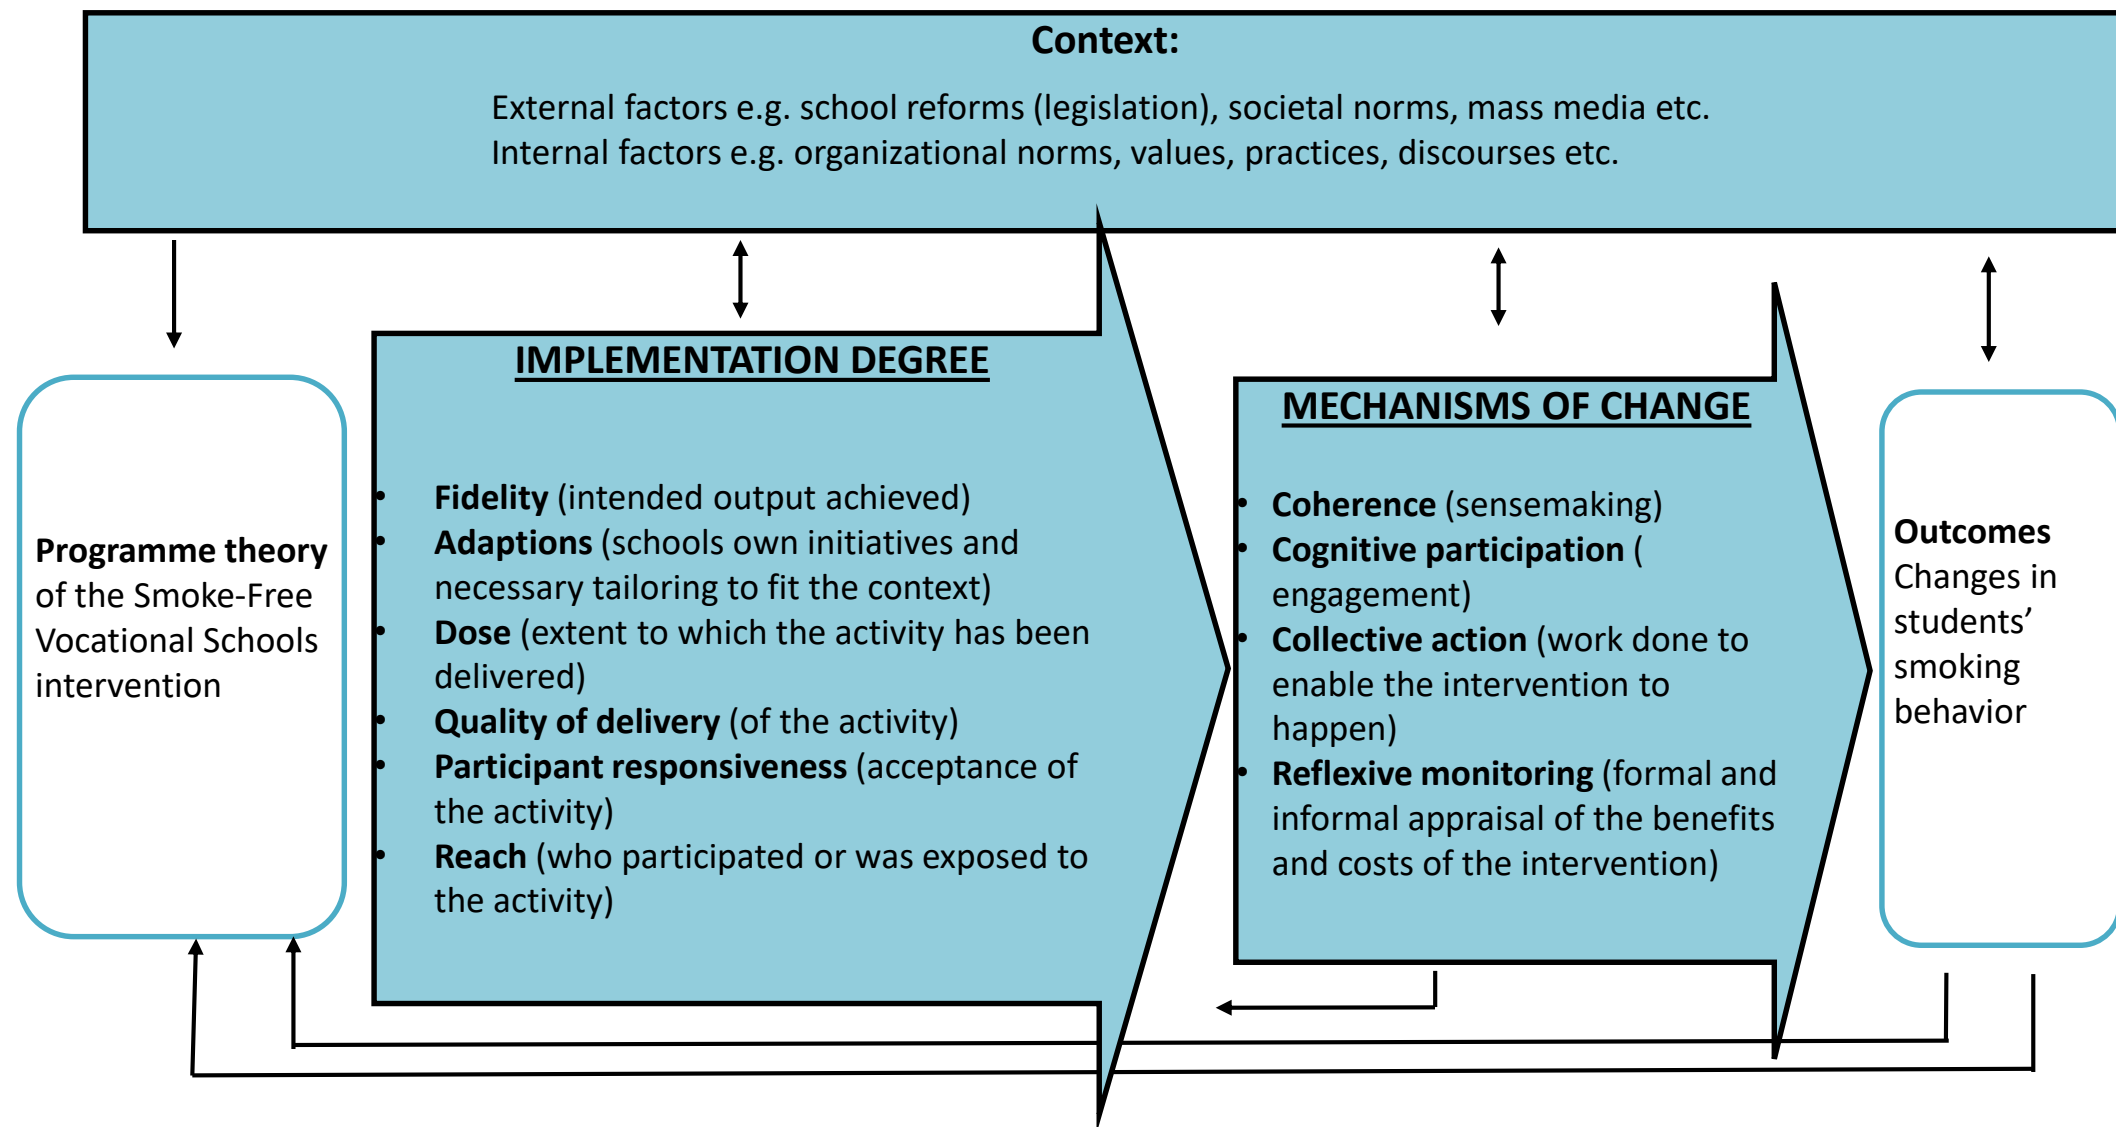 Context:
External factors e.g. school reforms (legislation), societal norms, mass media etc.
Internal factors e.g. organizational norms, values, practices, discourses etc.
Programme theory
of the Smoke-Free
Vocational Schools
intervention
IMPLEMENTATION DEGREE
• Fidelity (intended output achieved)
• Adaptions (schools own initiatives and
necessary tailoring to fit the context)
• Dose (extent to which the activity has been
delivered)
• Quality of delivery (of the activity)
• Participant responsiveness (acceptance of
the activity)
• Reach (who participated or was exposed to
the activity)
MECHANISMS OF CHANGE
• Coherence (sensemaking)
• Cognitive participation (
engagement)
• Collective action (work done to
enable the intervention to
happen)
• Reflexive monitoring (formal and
informal appraisal of the benefits
and costs of the intervention)
Outcomes
Changes in
students’
smoking
behavior